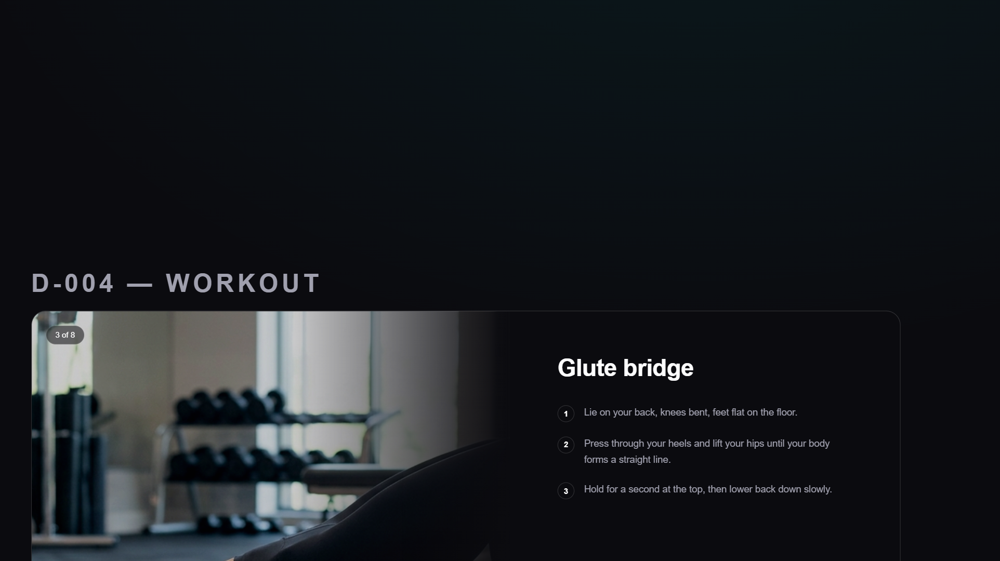 D-004 — WORKOUT
3 of 8
Glute bridge
1 Lie on your back, knees bent, feet flat on the floor.
2 Press through your heels and lift your hips until your body
forms a straight line.
3 Hold for a second at the top, then lower back down slowly.